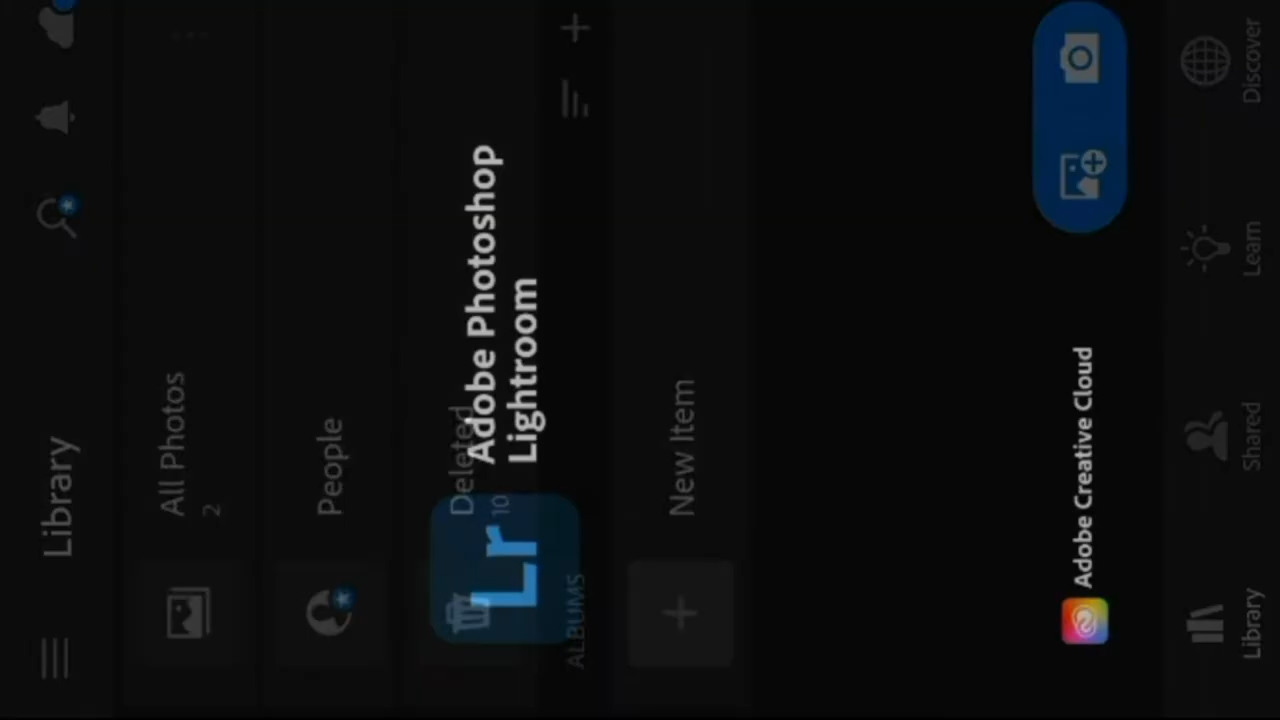 Library
All Photos
2
People
Deleted
10
Adobe Photoshop
Lightroom
Lr
ALBUMS
New Item
Adobe Creative Cloud
Library
Shared
Learn
Discover